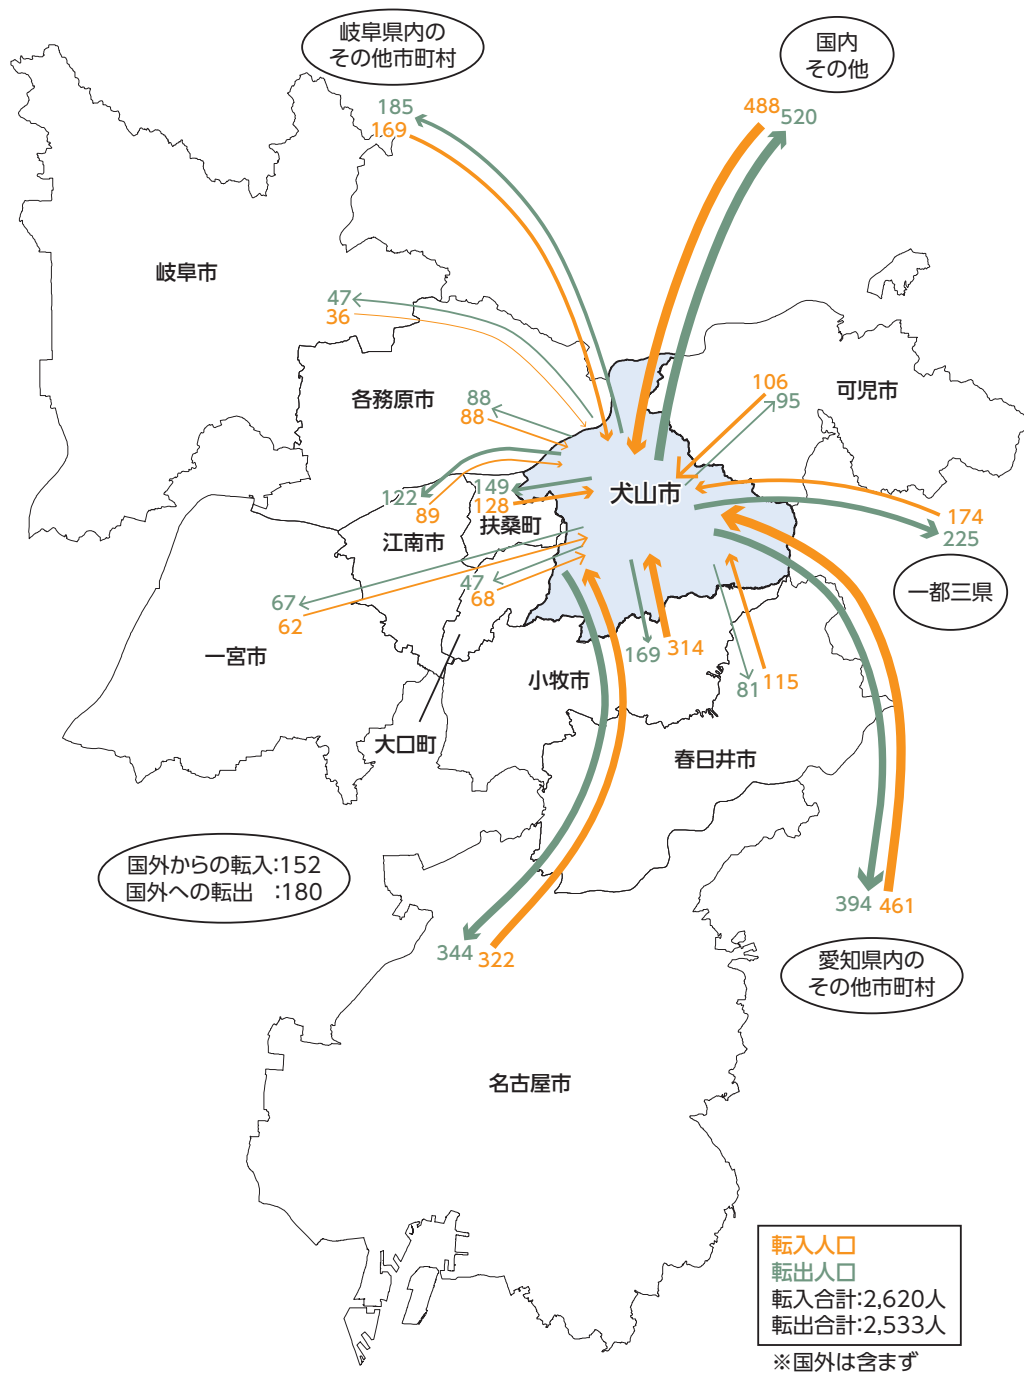 岐阜県内の
その他市町村
国内
その他
185
169
488
520
岐阜市
47
36
各務原市
88
88
106
95
可児市
122
89
149
128
扶桑町
江南市
犬山市
174
225
一都三県
67
62
47
68
一宮市
大口町
小牧市
169
314
81
115
春日井市
国外からの転入:152
国外への転出 :180
344
322
394
461
愛知県内の
その他市町村
名古屋市
転入人口
転出人口
転入合計:2,620人
転出合計:2,533人
※国外は含まず